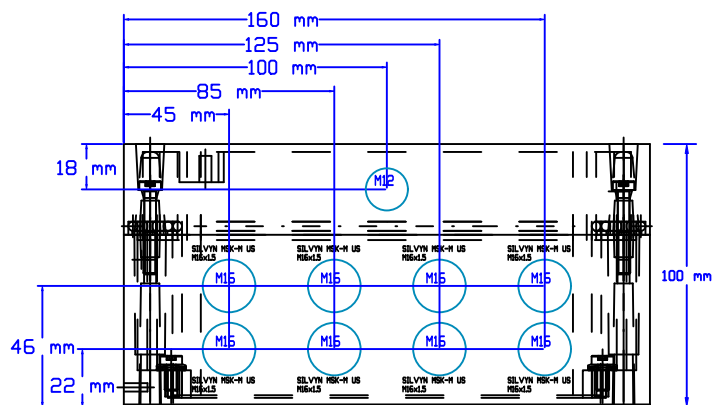 160 mm
125 mm
100 mm
85 mm
45 mm
18 mm
M12
SILVYN MSK-M US SILVYN MSK-M US SILVYN MSK-M US SILVYN MSK-M US
M16x1.5 M16x1.5 M16x1.5 M16x1.5
M16 M16 M16 M16
100 mm
46 mm
M16 M16 M16 M16
22 mm
SILVYN MSK-M US SILVYN MSK-M US SILVYN MSK-M US SILVYN MSK-M US
M16x1.5 M16x1.5 M16x1.5 M16x1.5